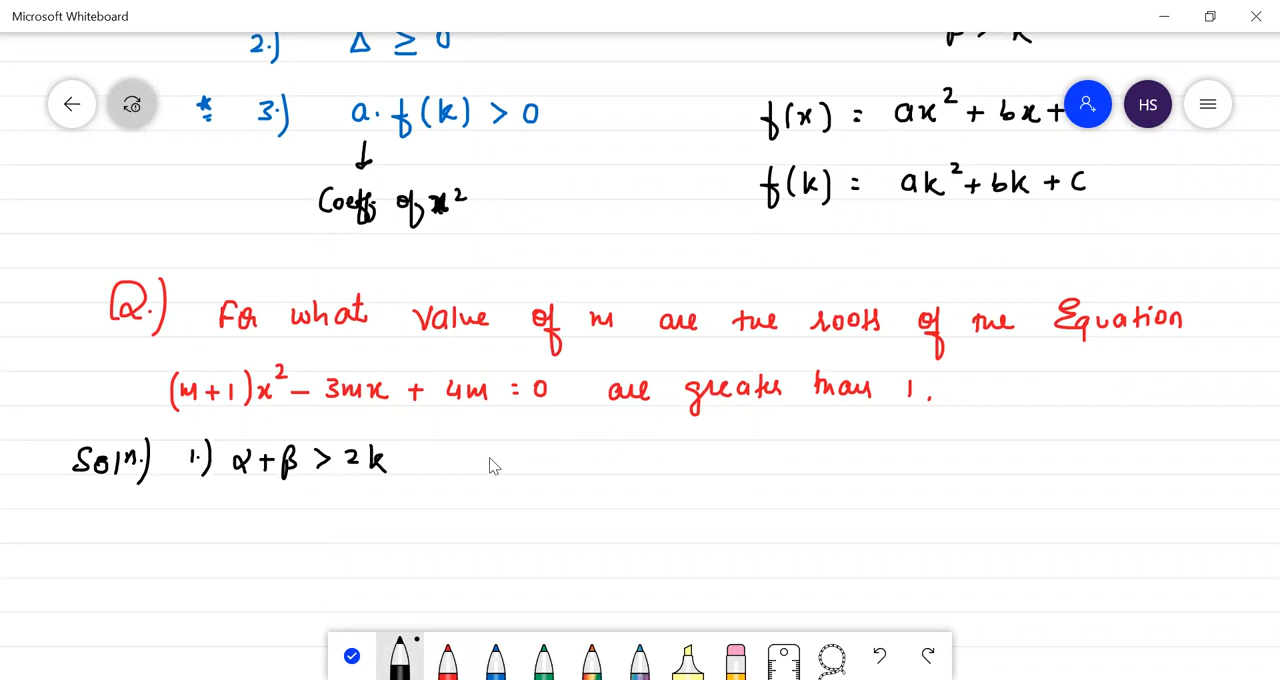 Microsoft Whiteboard
2.) Δ ≥ 0
* 3.) a. f(k) > 0
↓
Coeff. of x²
f(x) = ax² + bx +
HS
f(k) = ak² + bk + c
Q.) For what value of m are the roots of the Equation
(m+1)x² - 3mx + 4m = 0 are greater than 1.
Soln.) 1.) α + β > 2k